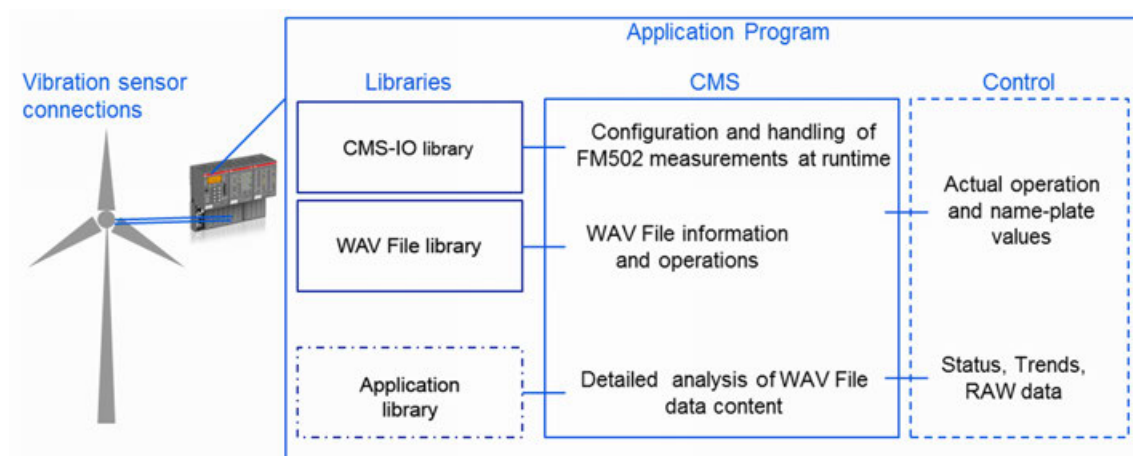 Application Program
Vibration sensor
connections
Libraries
CMS
Control
CMS-IO library
Configuration and handling of
FM502 measurements at runtime
Actual operation
and name-plate
values
WAV File library
WAV File information
and operations
Application
library
Detailed analysis of WAV File
data content
Status, Trends,
RAW data